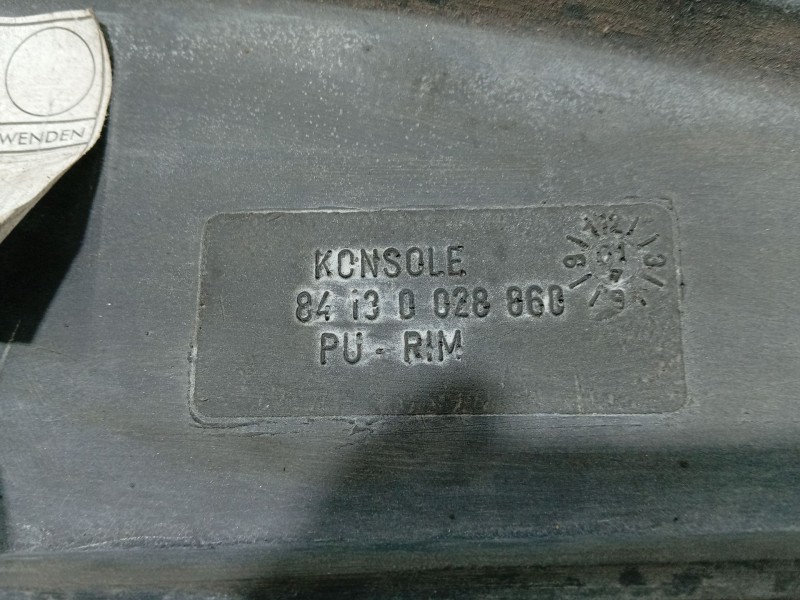 WENDEN
KONSOLE
84 13 0 028 860
PU - RIM